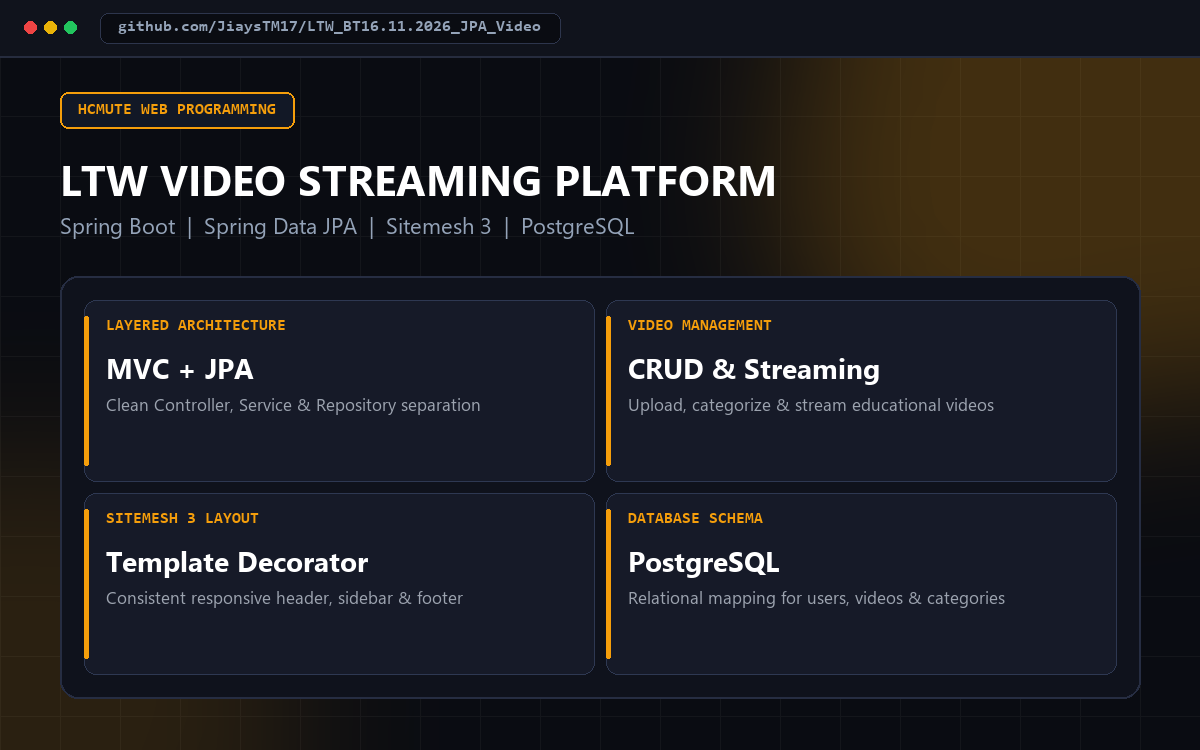 github.com/JiaysTM17/LTW_BT16.11.2026_JPA_Video
HCMUTE WEB PROGRAMMING
LTW VIDEO STREAMING PLATFORM
Spring Boot | Spring Data JPA | Sitemesh 3 | PostgreSQL
LAYERED ARCHITECTURE
MVC + JPA
Clean Controller, Service & Repository separation
VIDEO MANAGEMENT
CRUD & Streaming
Upload, categorize & stream educational videos
SITEMESH 3 LAYOUT
Template Decorator
Consistent responsive header, sidebar & footer
DATABASE SCHEMA
PostgreSQL
Relational mapping for users, videos & categories